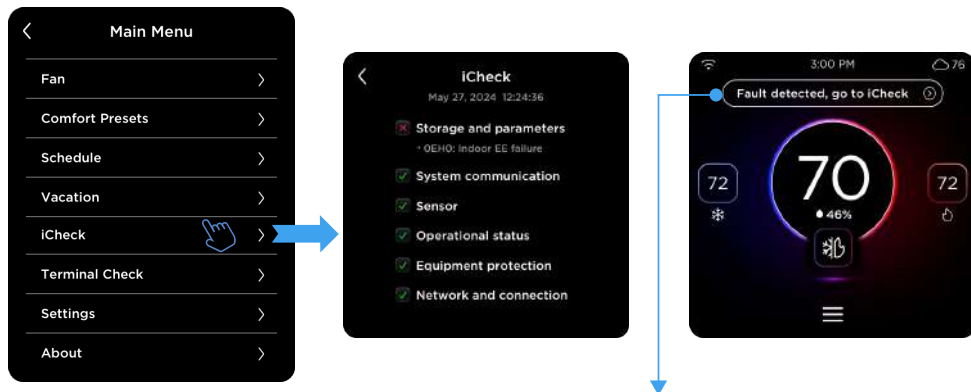 Main Menu
Fan
Comfort Presets
Schedule
Vacation
iCheck
Terminal Check
Settings
About
iCheck
May 27, 2024 12:24:36
Storage and parameters
• 0EH0: Indoor EE failure
System communication
Sensor
Operational status
Equipment protection
Network and connection
3:00 PM
76
Fault detected, go to iCheck
72
70
72
46%